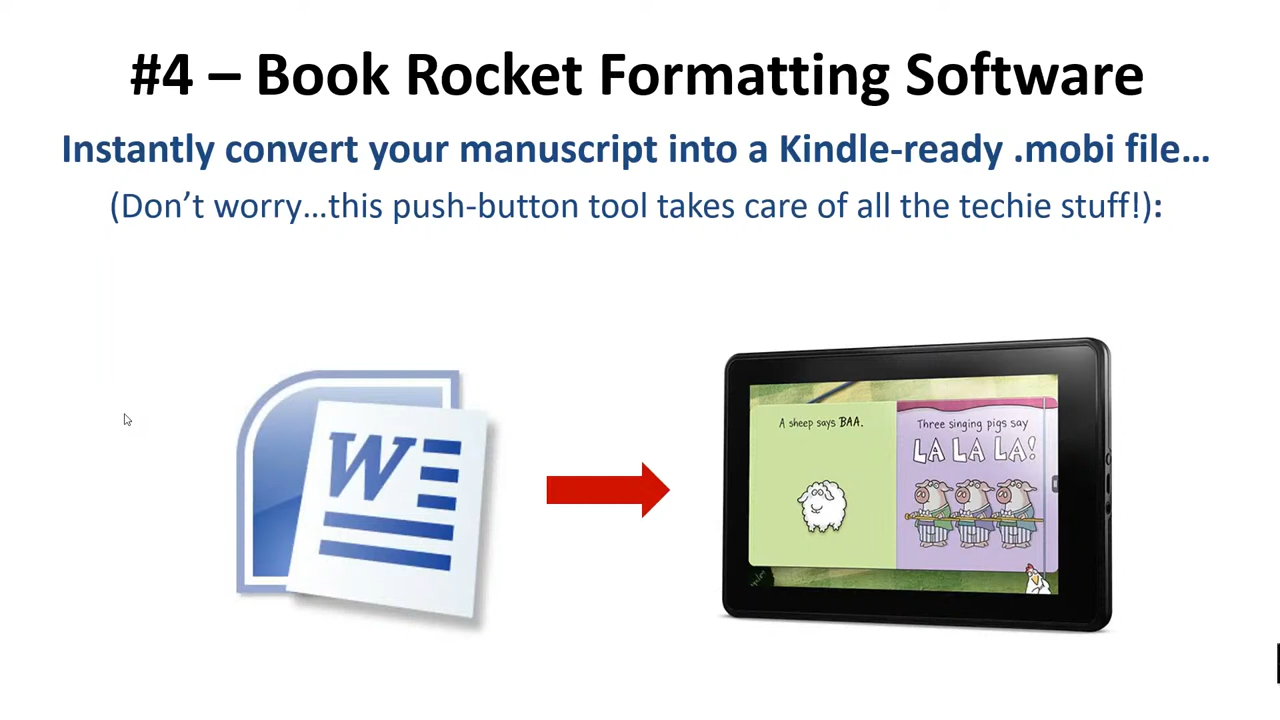 #4 – Book Rocket Formatting Software
Instantly convert your manuscript into a Kindle-ready .mobi file…
(Don’t worry…this push-button tool takes care of all the techie stuff!):
W
A sheep says BAA.
Three singing pigs say
LA LA LA!